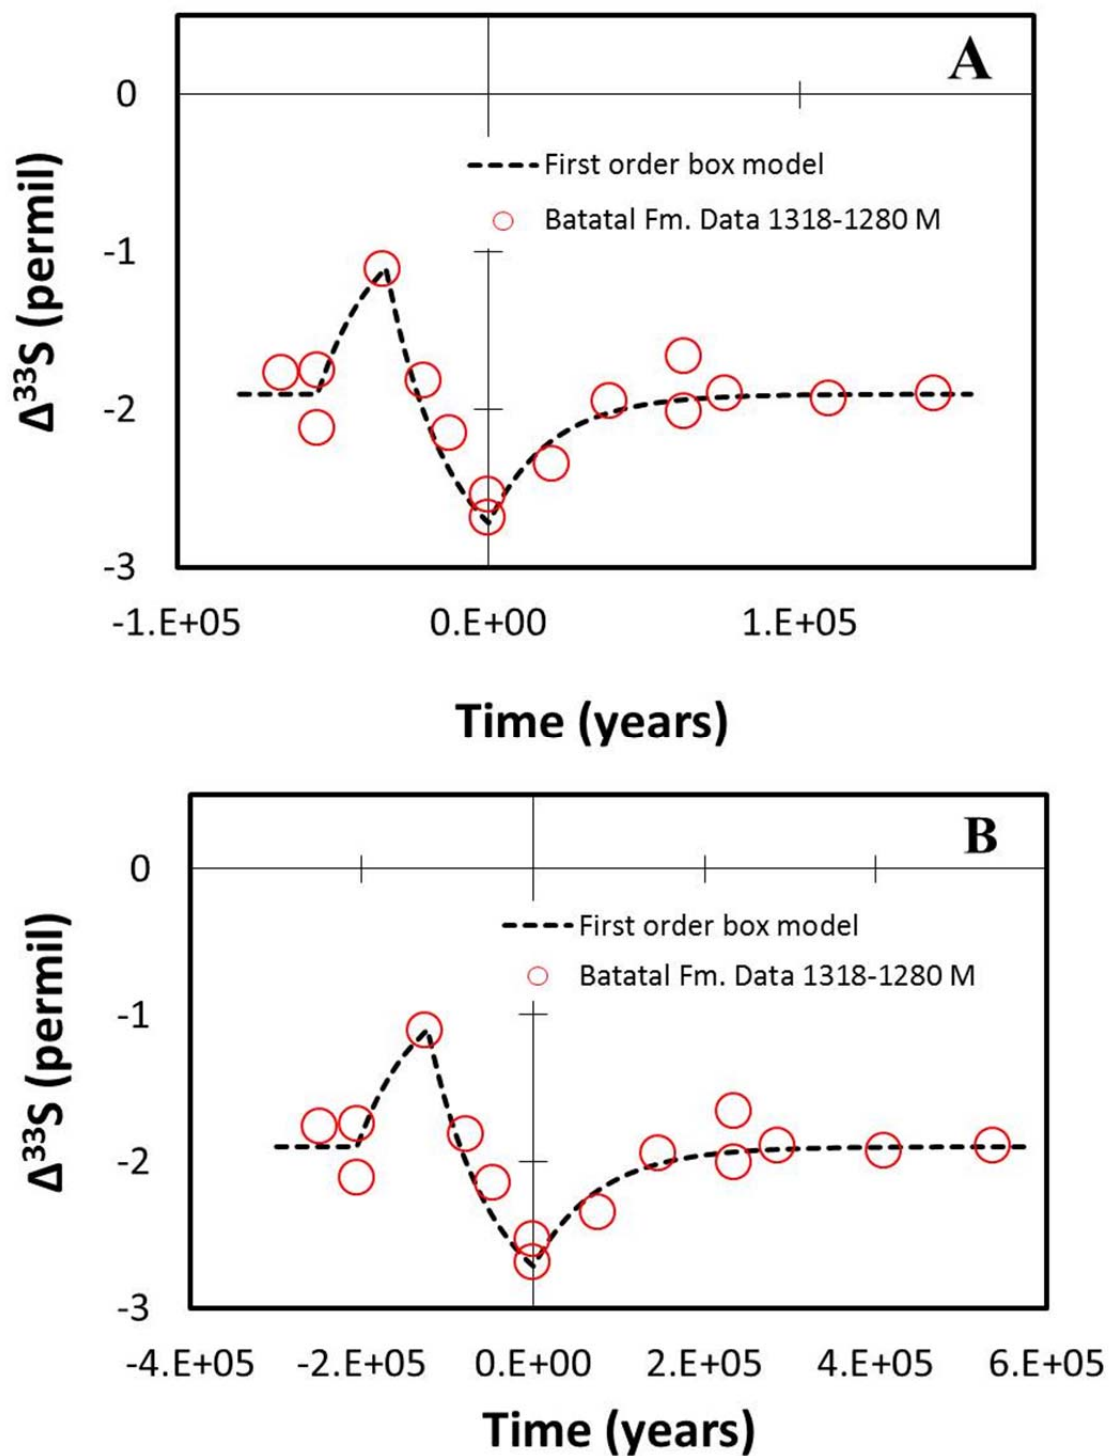 A
0
First order box model
Batatal Fm. Data 1318-1280 M
-1
-2
-3
Δ³³S (permil)
-1.E+05 0.E+00 1.E+05
Time (years)
B
0
First order box model
Batatal Fm. Data 1318-1280 M
-1
-2
-3
Δ³³S (permil)
-4.E+05 -2.E+05 0.E+00 2.E+05 4.E+05 6.E+05
Time (years)